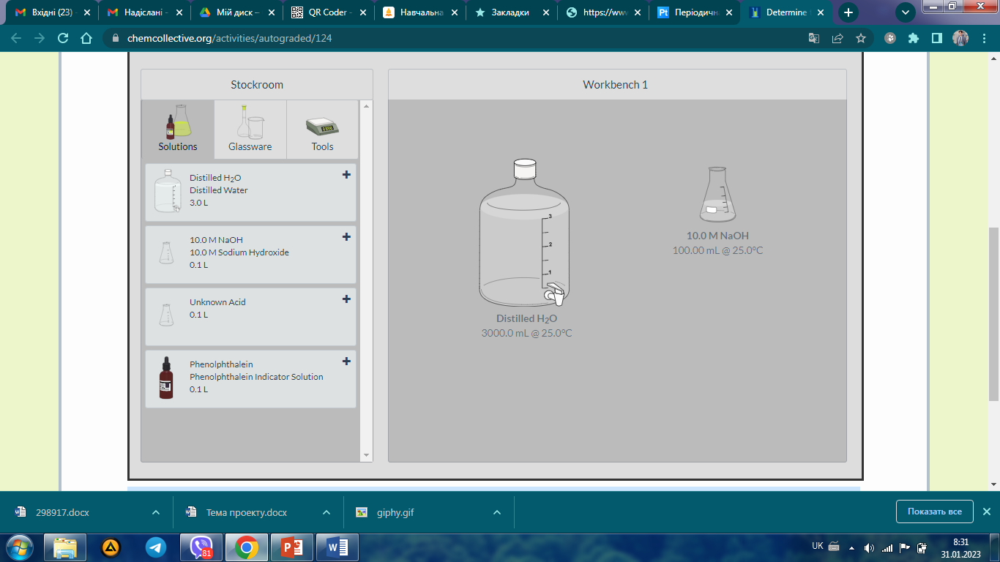 Вхідні (23) -
Надіслані -
Мій диск –
QR Coder -
Навчальна
Закладки
https://www
Періодична
Determine
chemcollective.org/activities/autograded/124
Stockroom
Workbench 1
Solutions
Glassware
Tools
Distilled H2O
Distilled Water
3.0 L
10.0 M NaOH
10.0 M Sodium Hydroxide
0.1 L
Unknown Acid
0.1 L
Phenolphthalein
Phenolphthalein Indicator Solution
0.1 L
3
2
1
Distilled H2O
3000.0 mL @ 25.0°C
10.0 M NaOH
100.00 mL @ 25.0°C
298917.docx
Тема проекту.docx
giphy.gif
Показать все
81
UK
8:31
31.01.2023